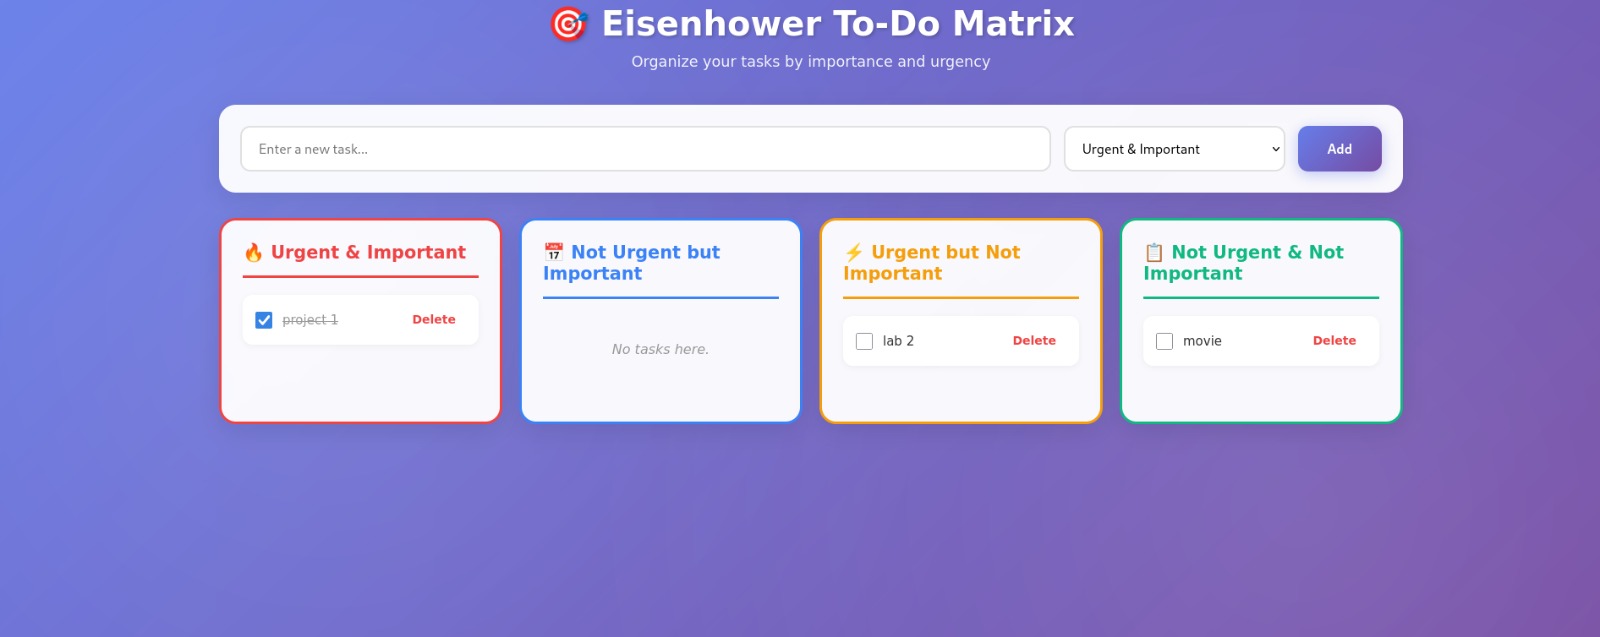 🎯 Eisenhower To-Do Matrix
Organize your tasks by importance and urgency
Enter a new task...
Urgent & Important
Add
🔥 Urgent & Important
project 1
Delete
📅 Not Urgent but
Important
No tasks here.
⚡ Urgent but Not
Important
lab 2
Delete
📋 Not Urgent & Not
Important
movie
Delete